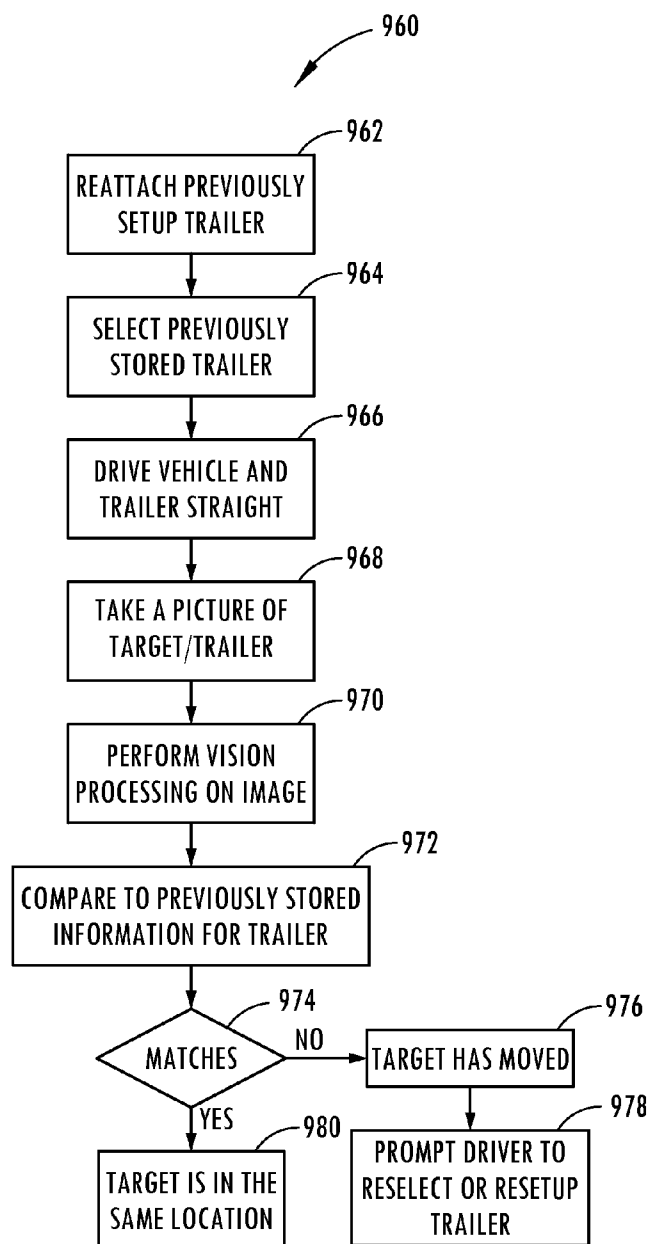 960
962
REATTACH PREVIOUSLY
SETUP TRAILER
964
SELECT PREVIOUSLY
STORED TRAILER
966
DRIVE VEHICLE AND
TRAILER STRAIGHT
968
TAKE A PICTURE OF
TARGET/TRAILER
970
PERFORM VISION
PROCESSING ON IMAGE
972
COMPARE TO PREVIOUSLY STORED
INFORMATION FOR TRAILER
974
MATCHES
NO
976
TARGET HAS MOVED
YES
980
TARGET IS IN THE
SAME LOCATION
978
PROMPT DRIVER TO
RESELECT OR RESETUP
TRAILER